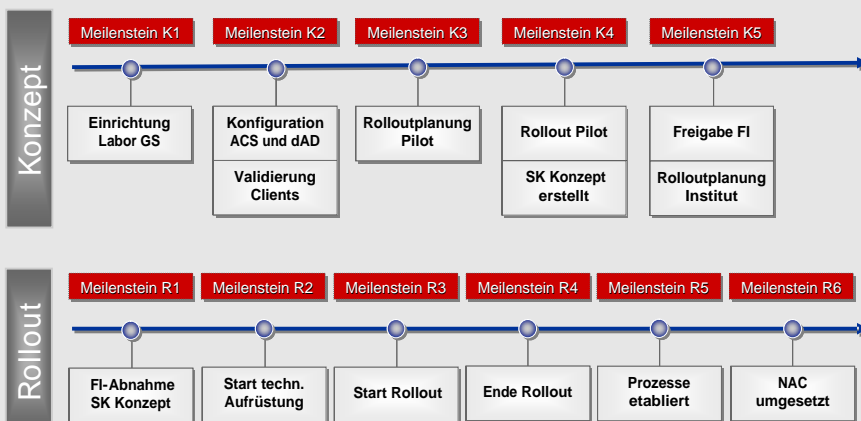 Konzept
Meilenstein K1
Meilenstein K2
Meilenstein K3
Meilenstein K4
Meilenstein K5
Einrichtung
Labor GS
Konfiguration
ACS und dAD
Validierung
Clients
Rolloutplanung
Pilot
Rollout Pilot
SK Konzept
erstellt
Freigabe FI
Rolloutplanung
Institut
Rollout
Meilenstein R1
Meilenstein R2
Meilenstein R3
Meilenstein R4
Meilenstein R5
Meilenstein R6
FI-Abnahme
SK Konzept
Start techn.
Aufrüstung
Start Rollout
Ende Rollout
Prozesse
etabliert
NAC
umgesetzt